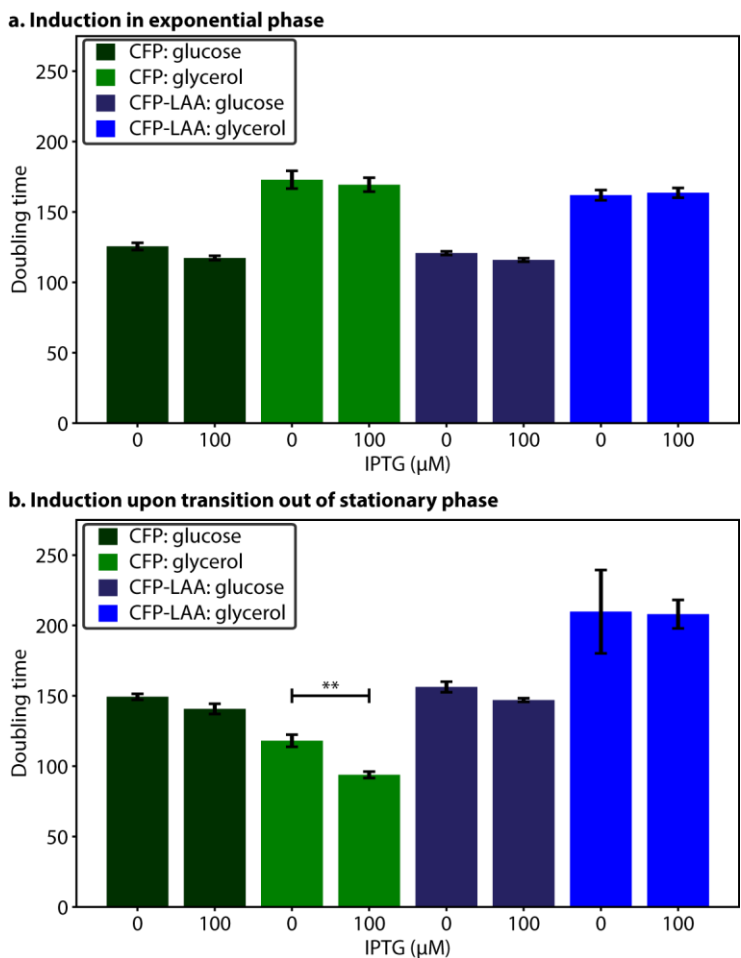 a. Induction in exponential phase
CFP: glucose
CFP: glycerol
CFP-LAA: glucose
CFP-LAA: glycerol
250
200
150
100
50
0
Doubling time
0 100 0 100 0 100 0 100
IPTG (μM)
b. Induction upon transition out of stationary phase
CFP: glucose
CFP: glycerol
CFP-LAA: glucose
CFP-LAA: glycerol
250
200
150
100
50
0
Doubling time
**
0 100 0 100 0 100 0 100
IPTG (μM)